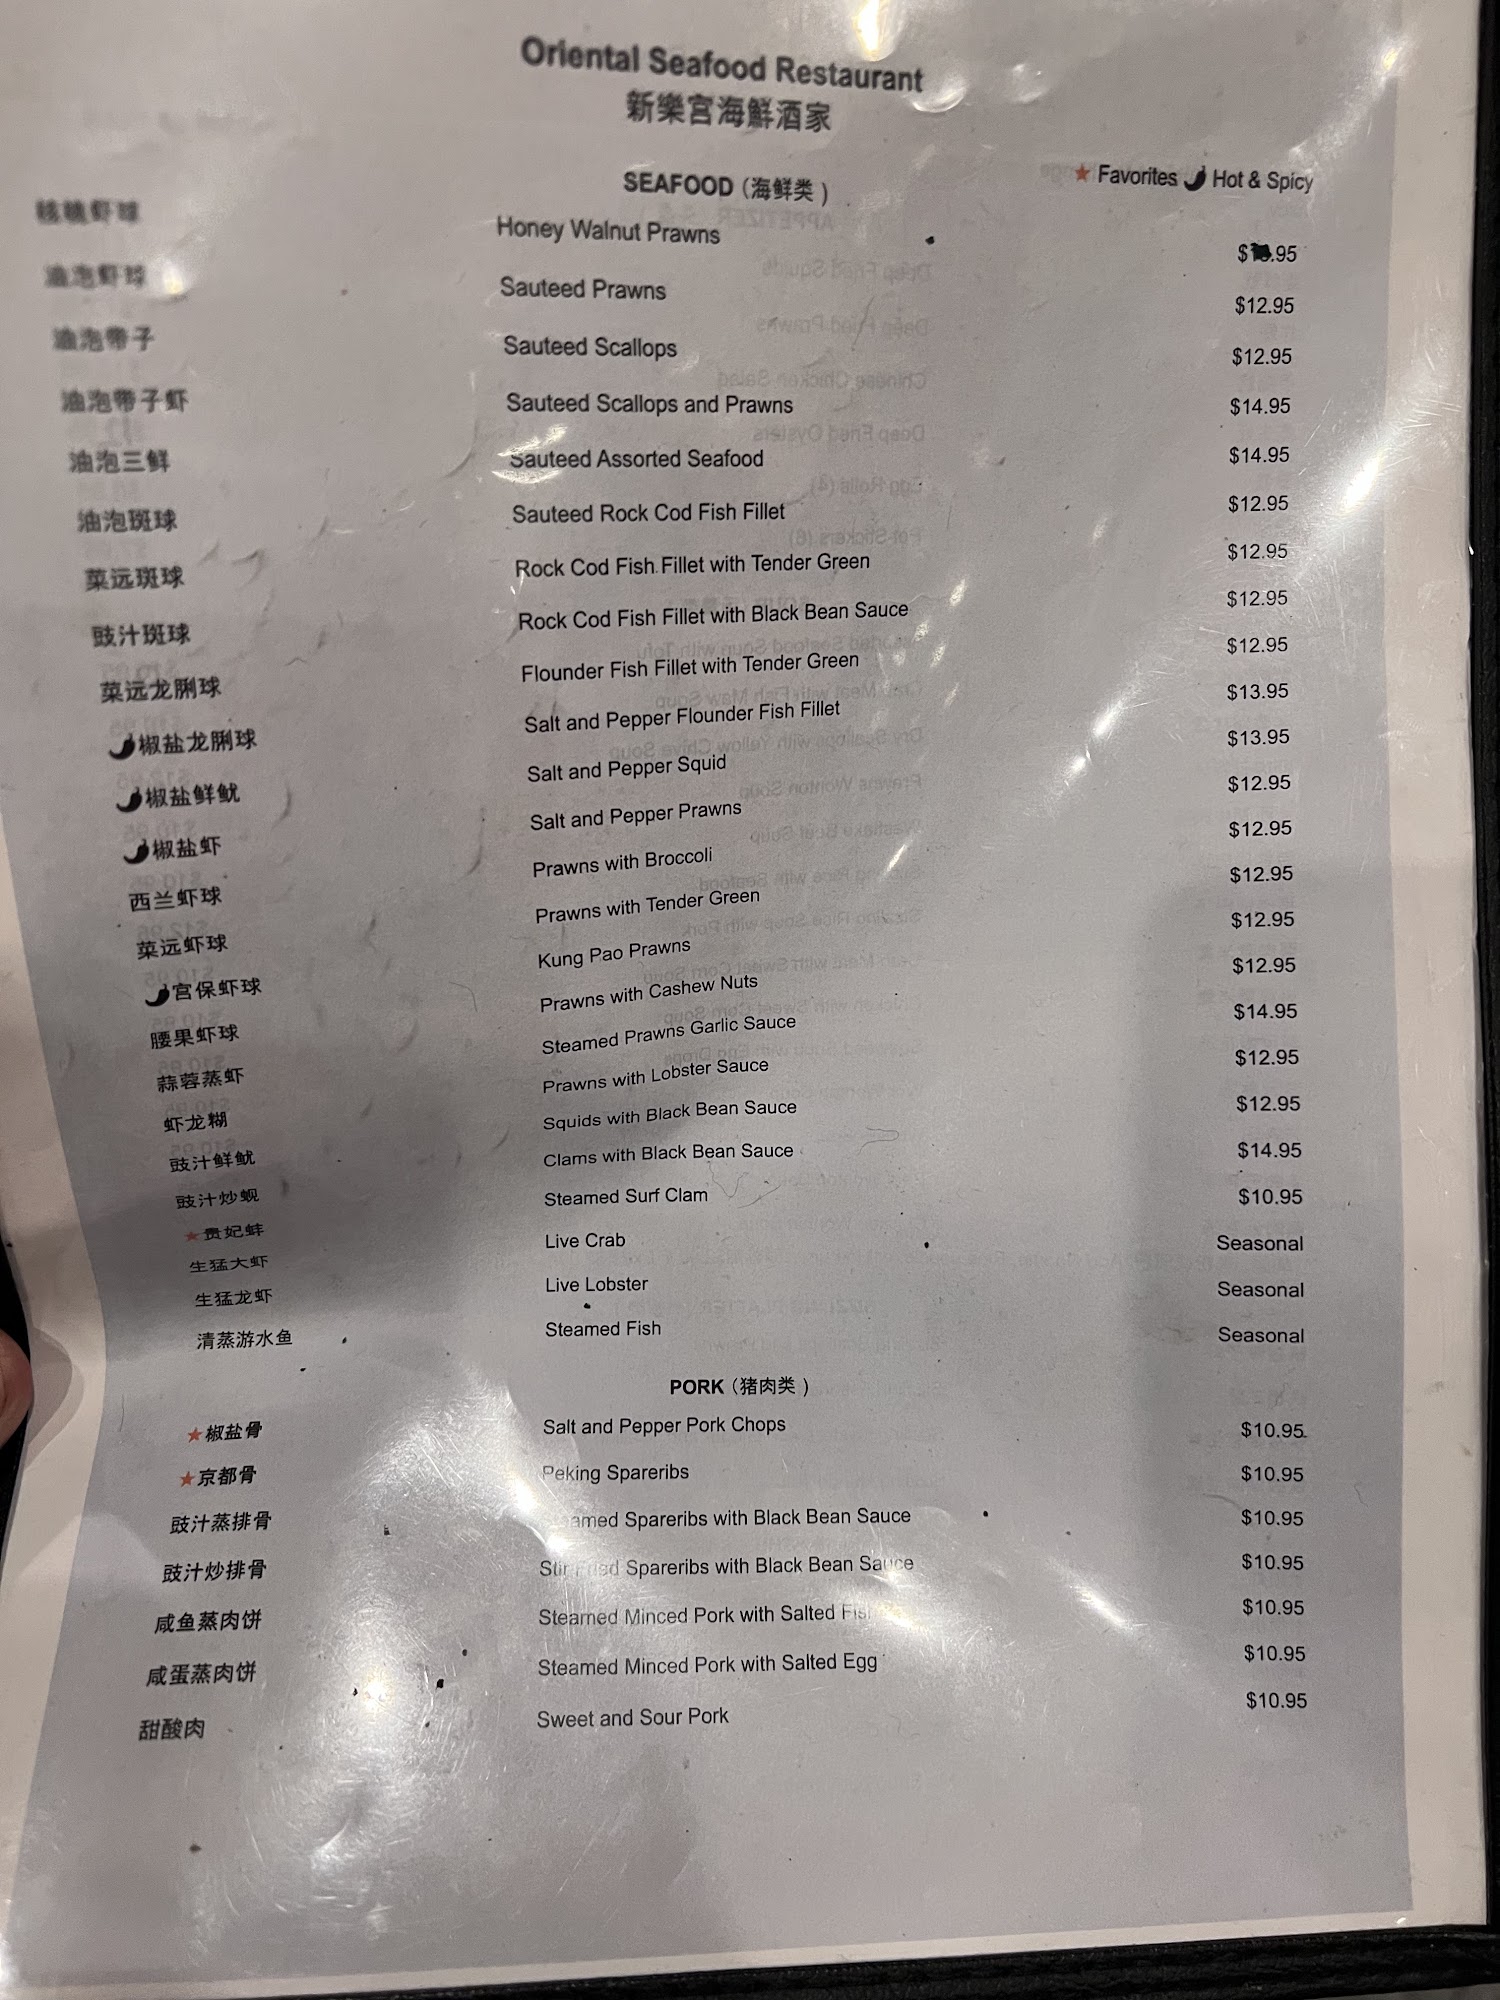 Oriental Seafood Restaurant
新樂宫海鮮酒家
★ Favorites Hot & Spicy
SEAFOOD (海鲜类)
核桃虾球 Honey Walnut Prawns .95
油泡虾球 Sauteed Prawns $12.95
油泡带子 Sauteed Scallops $12.95
油泡带子虾 Sauteed Scallops and Prawns $14.95
油泡三鲜 Sauteed Assorted Seafood $14.95
油泡斑球 Sauteed Rock Cod Fish Fillet $12.95
菜远斑球 Rock Cod Fish Fillet with Tender Green $12.95
豉汁斑球 Rock Cod Fish Fillet with Black Bean Sauce $12.95
菜远龙脷球 Flounder Fish Fillet with Tender Green $12.95
椒盐龙脷球 Salt and Pepper Flounder Fish Fillet $13.95
椒盐鲜鱿 Salt and Pepper Squid $13.95
椒盐虾 Salt and Pepper Prawns $12.95
西兰虾球 Prawns with Broccoli $12.95
菜远虾球 Prawns with Tender Green $12.95
宫保虾球 Kung Pao Prawns $12.95
腰果虾球 Prawns with Cashew Nuts $12.95
蒜蓉蒸虾 Steamed Prawns Garlic Sauce $14.95
虾龙糊 Prawns with Lobster Sauce $12.95
豉汁鲜鱿 Squids with Black Bean Sauce $12.95
豉汁炒蚬 Clams with Black Bean Sauce $14.95
★贵妃蚌 Steamed Surf Clam $10.95
生猛大虾 Live Crab Seasonal
生猛龙虾 Live Lobster Seasonal
清蒸游水鱼 Steamed Fish Seasonal
PORK (猪肉类)
★椒盐骨 Salt and Pepper Pork Chops $10.95
★京都骨 Peking Spareribs $10.95
豉汁蒸排骨 Steamed Spareribs with Black Bean Sauce $10.95
豉汁炒排骨 Stir Fried Spareribs with Black Bean Sauce $10.95
咸鱼蒸肉饼 Steamed Minced Pork with Salted Fish $10.95
咸蛋蒸肉饼 Steamed Minced Pork with Salted Egg $10.95
甜酸肉 Sweet and Sour Pork $10.95